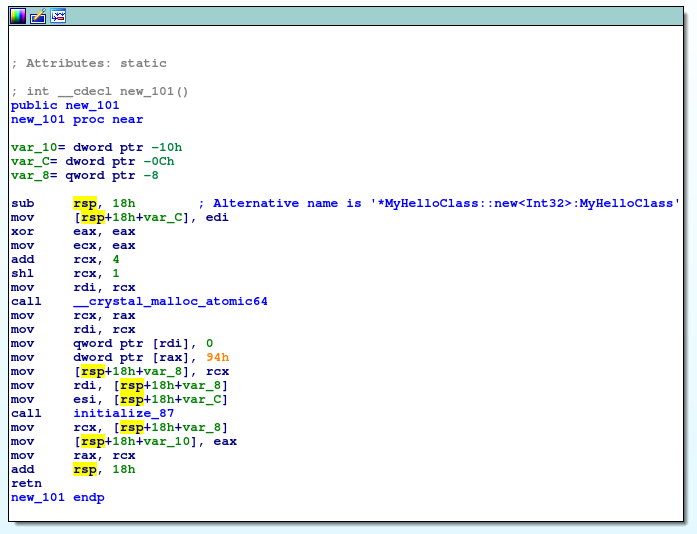 ; Attributes: static
; int __cdecl new_101()
public new_101
new_101 proc near
var_10= dword ptr -10h
var_C= dword ptr -0Ch
var_8= qword ptr -8
sub     rsp, 18h        ; Alternative name is '*MyHelloClass::new<Int32>:MyHelloClass'
mov     [rsp+18h+var_C], edi
xor     eax, eax
mov     ecx, eax
add     rcx, 4
shl     rcx, 1
mov     rdi, rcx
call    __crystal_malloc_atomic64
mov     rcx, rax
mov     rdi, rcx
mov     qword ptr [rdi], 0
mov     dword ptr [rax], 94h
mov     [rsp+18h+var_8], rcx
mov     rdi, [rsp+18h+var_8]
mov     esi, [rsp+18h+var_C]
call    initialize_87
mov     rcx, [rsp+18h+var_8]
mov     [rsp+18h+var_10], eax
mov     rax, rcx
add     rsp, 18h
retn
new_101 endp